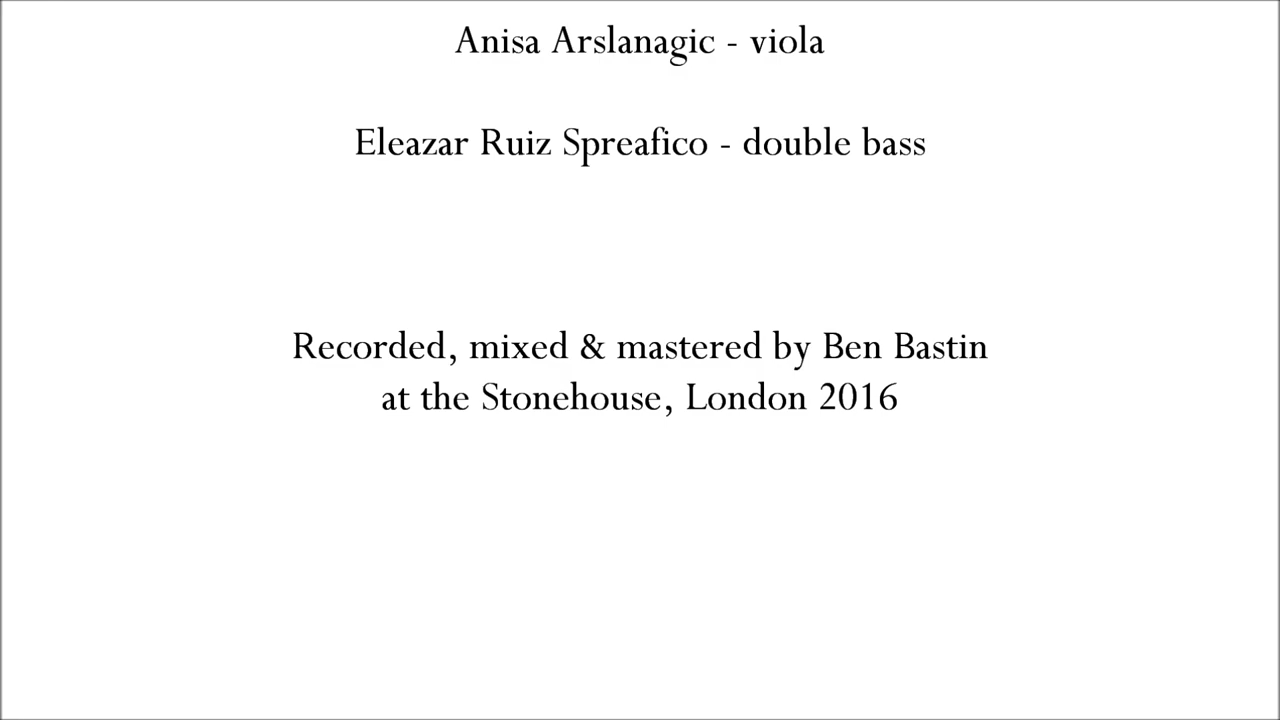 Anisa Arslanagic - viola
Eleazar Ruiz Spreafico - double bass
Recorded, mixed & mastered by Ben Bastin
at the Stonehouse, London 2016